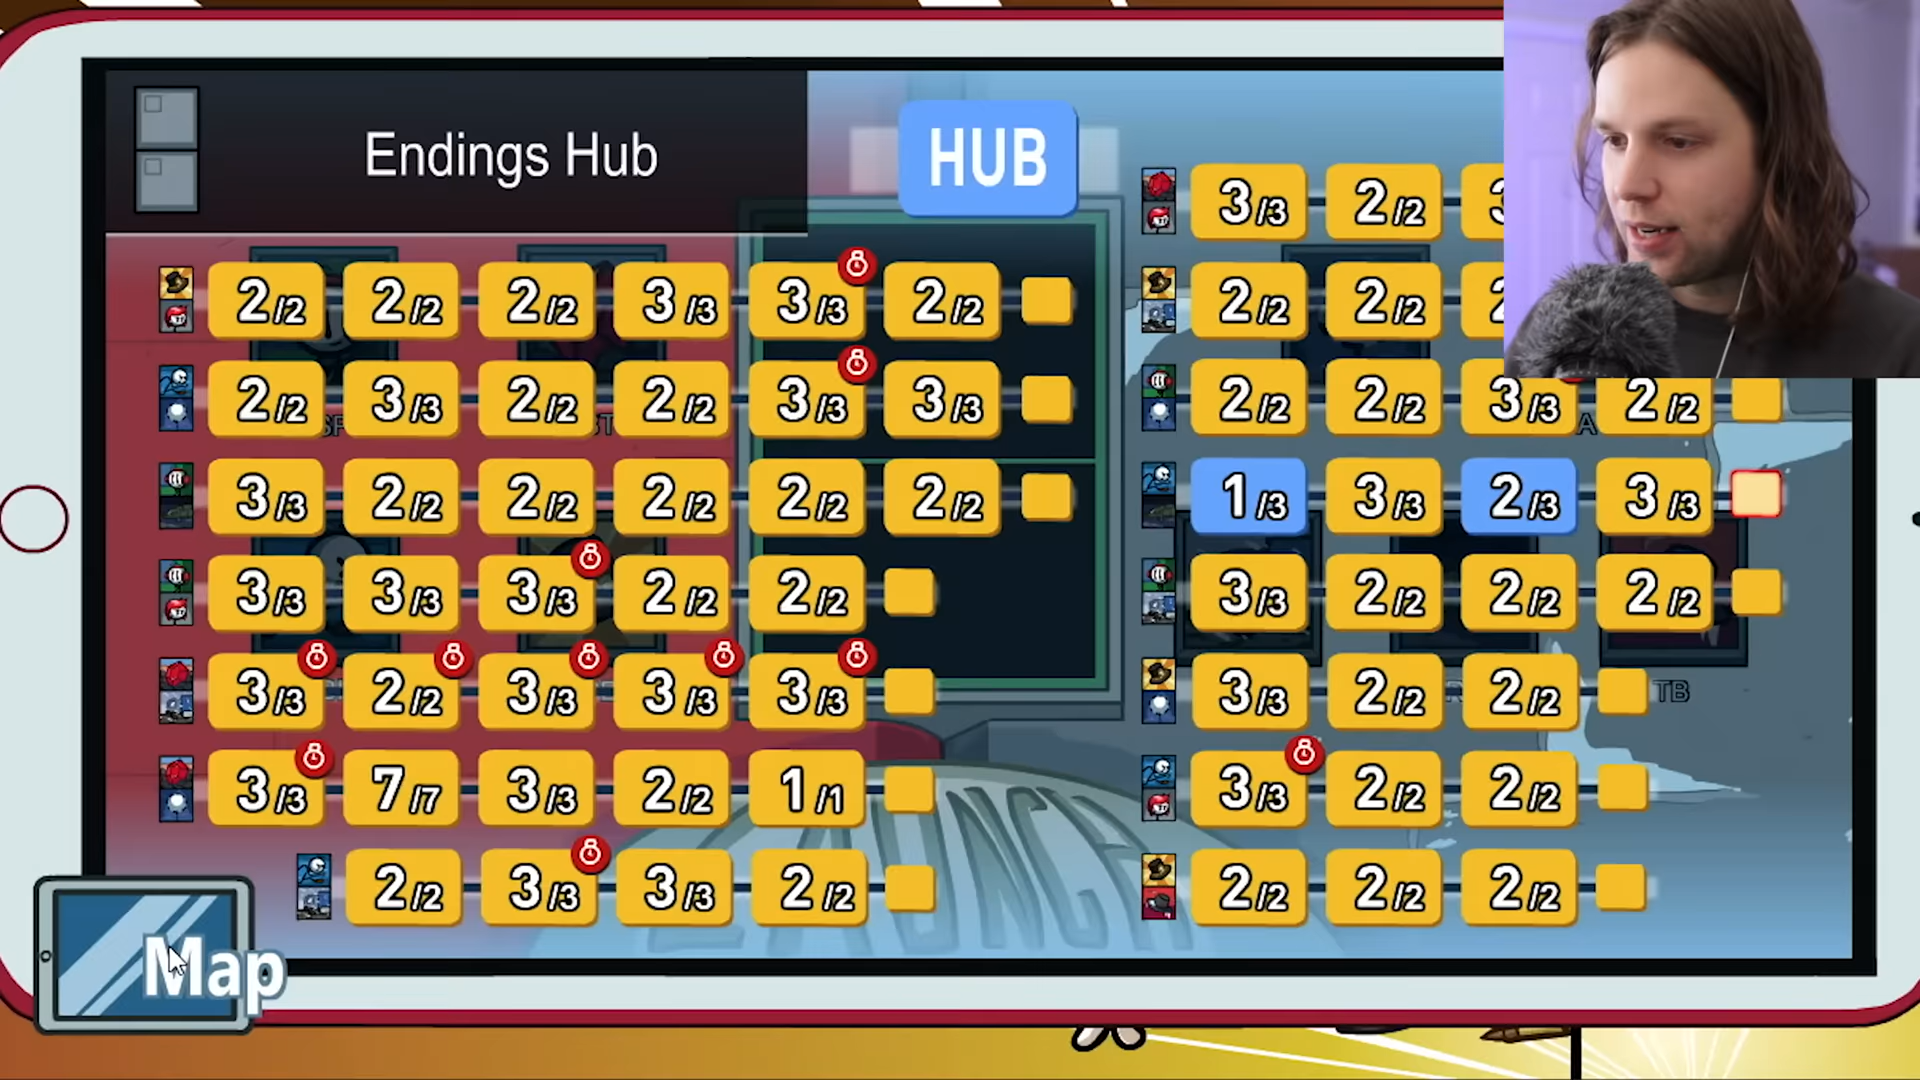 Endings Hub
HUB
2/2 2/2 2/2 3/3 3/3 2/2
2/2 3/3 2/2 2/2 3/3 3/3
3/3 2/2 2/2 2/2 2/2 2/2
3/3 3/3 3/3 2/2 2/2
3/3 2/2 3/3 3/3 3/3
3/3 7/7 3/3 2/2 1/1
2/2 3/3 3/3 2/2
3/3 2/2 3
2/2 2/2 2
2/2 2/2 3/3 2/2
1/3 3/3 2/3 3/3
3/3 2/2 2/2 2/2
3/3 2/2 2/2
TB
3/3 2/2 2/2
2/2 2/2 2/2
LAUNCH
Map